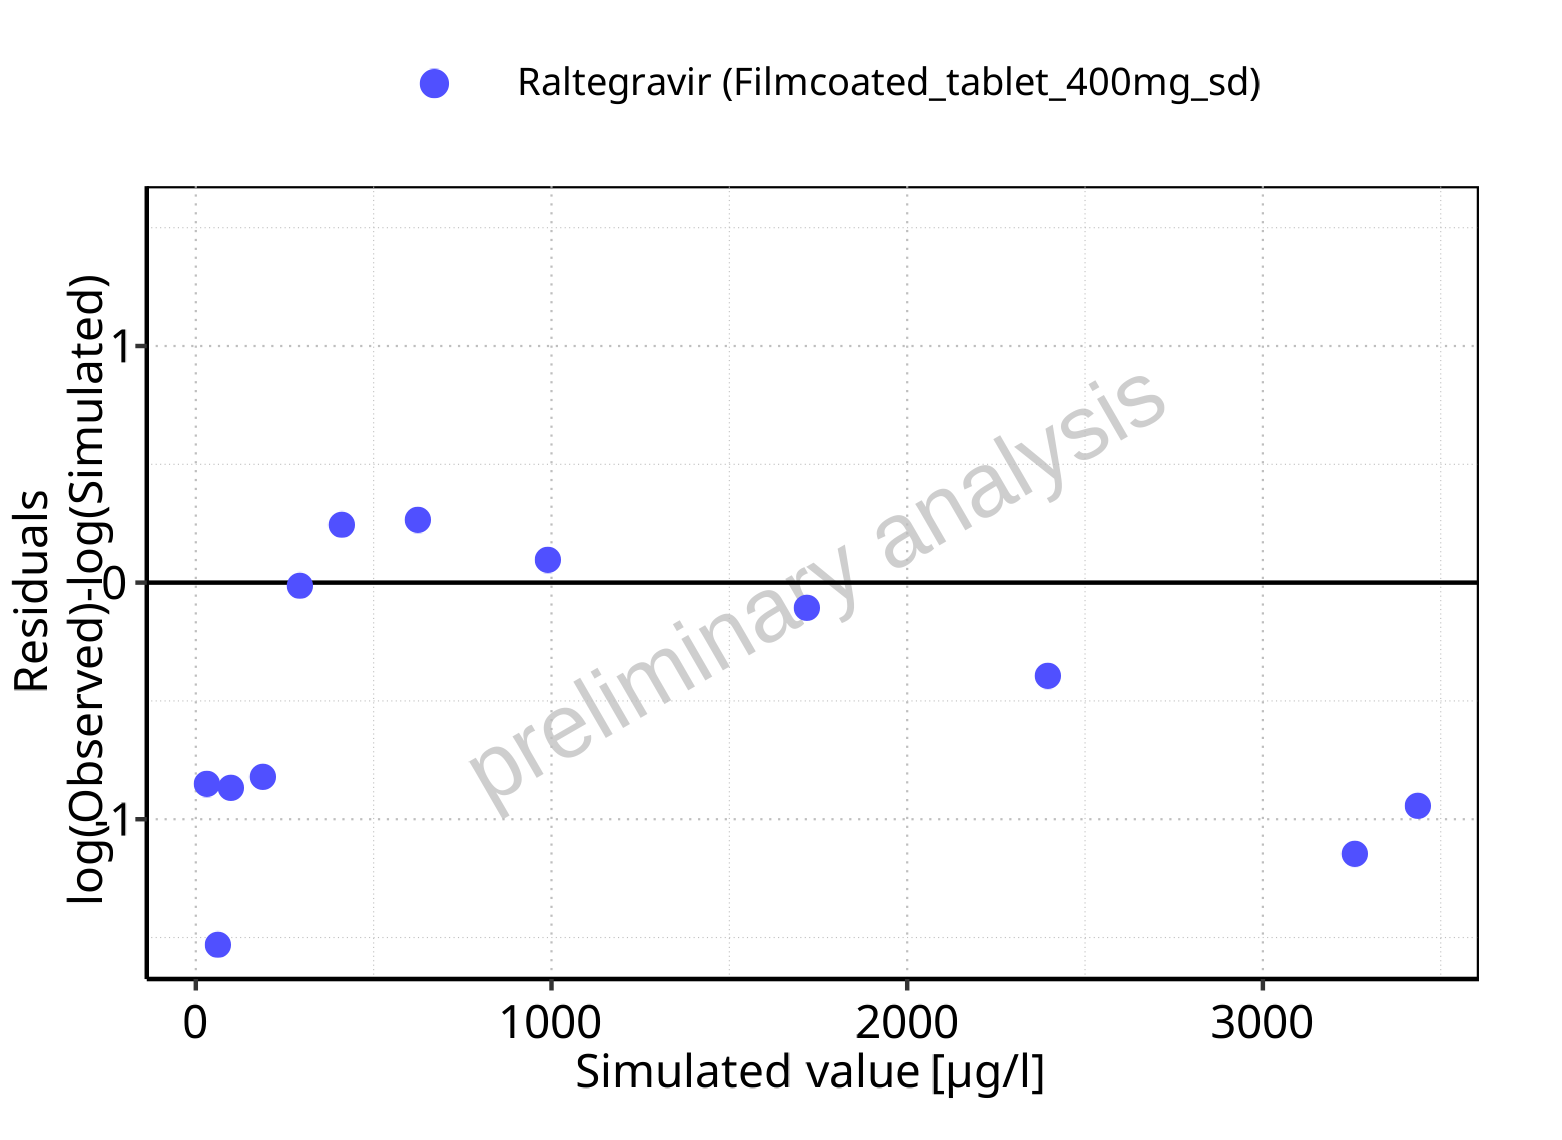 Raltegravir (Filmcoated_tablet_400mg_sd)
Residuals
log(Observed)-log(Simulated)
1
0
-1
preliminary analysis
0 1000 2000 3000
Simulated value [µg/l]